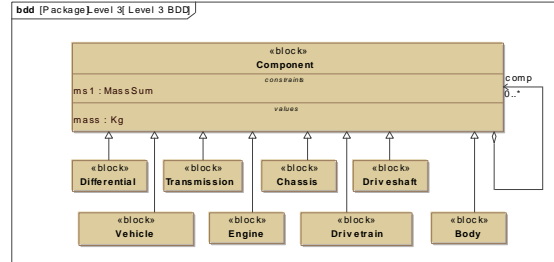 bdd [Package]Level 3[ Level 3 BDD]
«block»
Component
constraints
ms1 : MassSum
values
mass : Kg
comp
0..*
«block»
Differential
«block»
Transmission
«block»
Chassis
«block»
Driveshaft
«block»
Vehicle
«block»
Engine
«block»
Drivetrain
«block»
Body